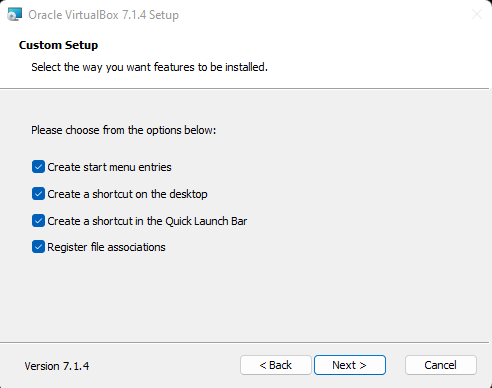 Oracle VirtualBox 7.1.4 Setup
Custom Setup
Select the way you want features to be installed.
Please choose from the options below:
Create start menu entries
Create a shortcut on the desktop
Create a shortcut in the Quick Launch Bar
Register file associations
Version 7.1.4
< Back
Next >
Cancel